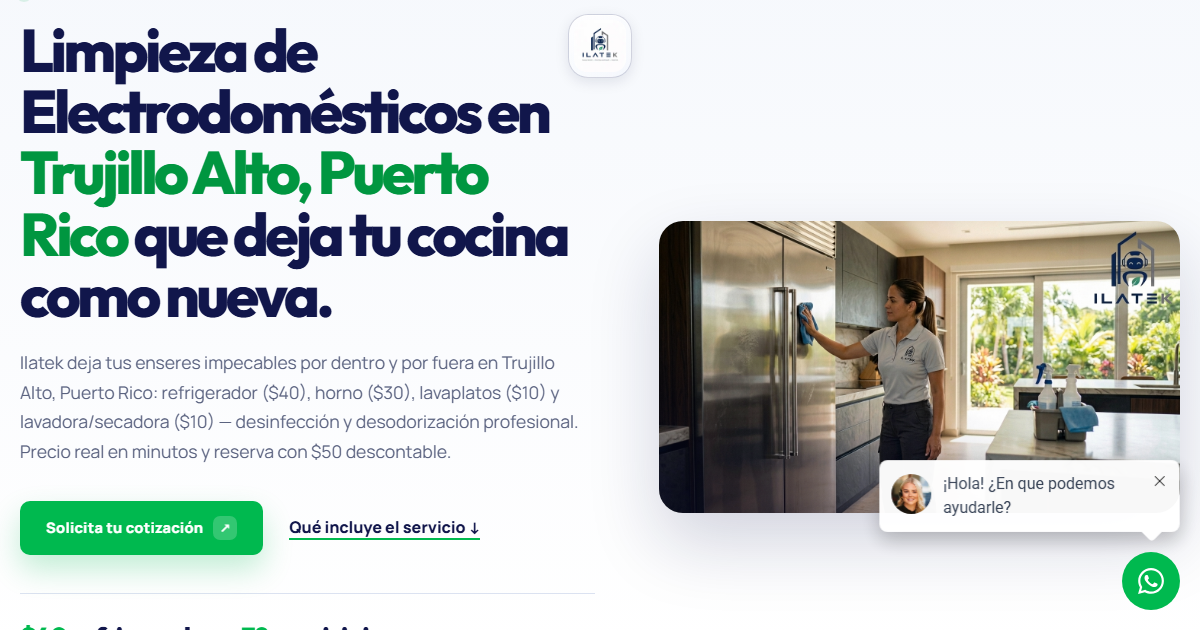 Limpieza de
Electrodomésticos en
Trujillo Alto, Puerto
Rico que deja tu cocina
como nueva.
Ilatek deja tus enseres impecables por dentro y por fuera en Trujillo
Alto, Puerto Rico: refrigerador ($40), horno ($30), lavaplatos ($10) y
lavadora/secadora ($10) — desinfección y desodorización profesional.
Precio real en minutos y reserva con $50 descontable.
Solicita tu cotización ↗
Qué incluye el servicio ↓
ILATEK
ILATEK
¡Hola! ¿En que podemos
ayudarle?